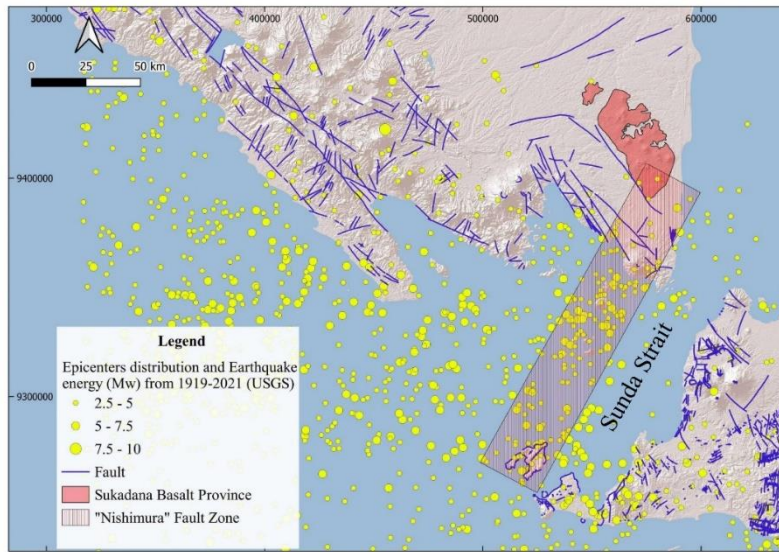 300000
400000
500000
600000
0 25 50 km
9400000
9300000
Sunda Strait
Legend
Epicenters distribution and Earthquake
energy (Mw) from 1919-2021 (USGS)
2.5 - 5
5 - 7.5
7.5 - 10
Fault
Sukadana Basalt Province
"Nishimura" Fault Zone